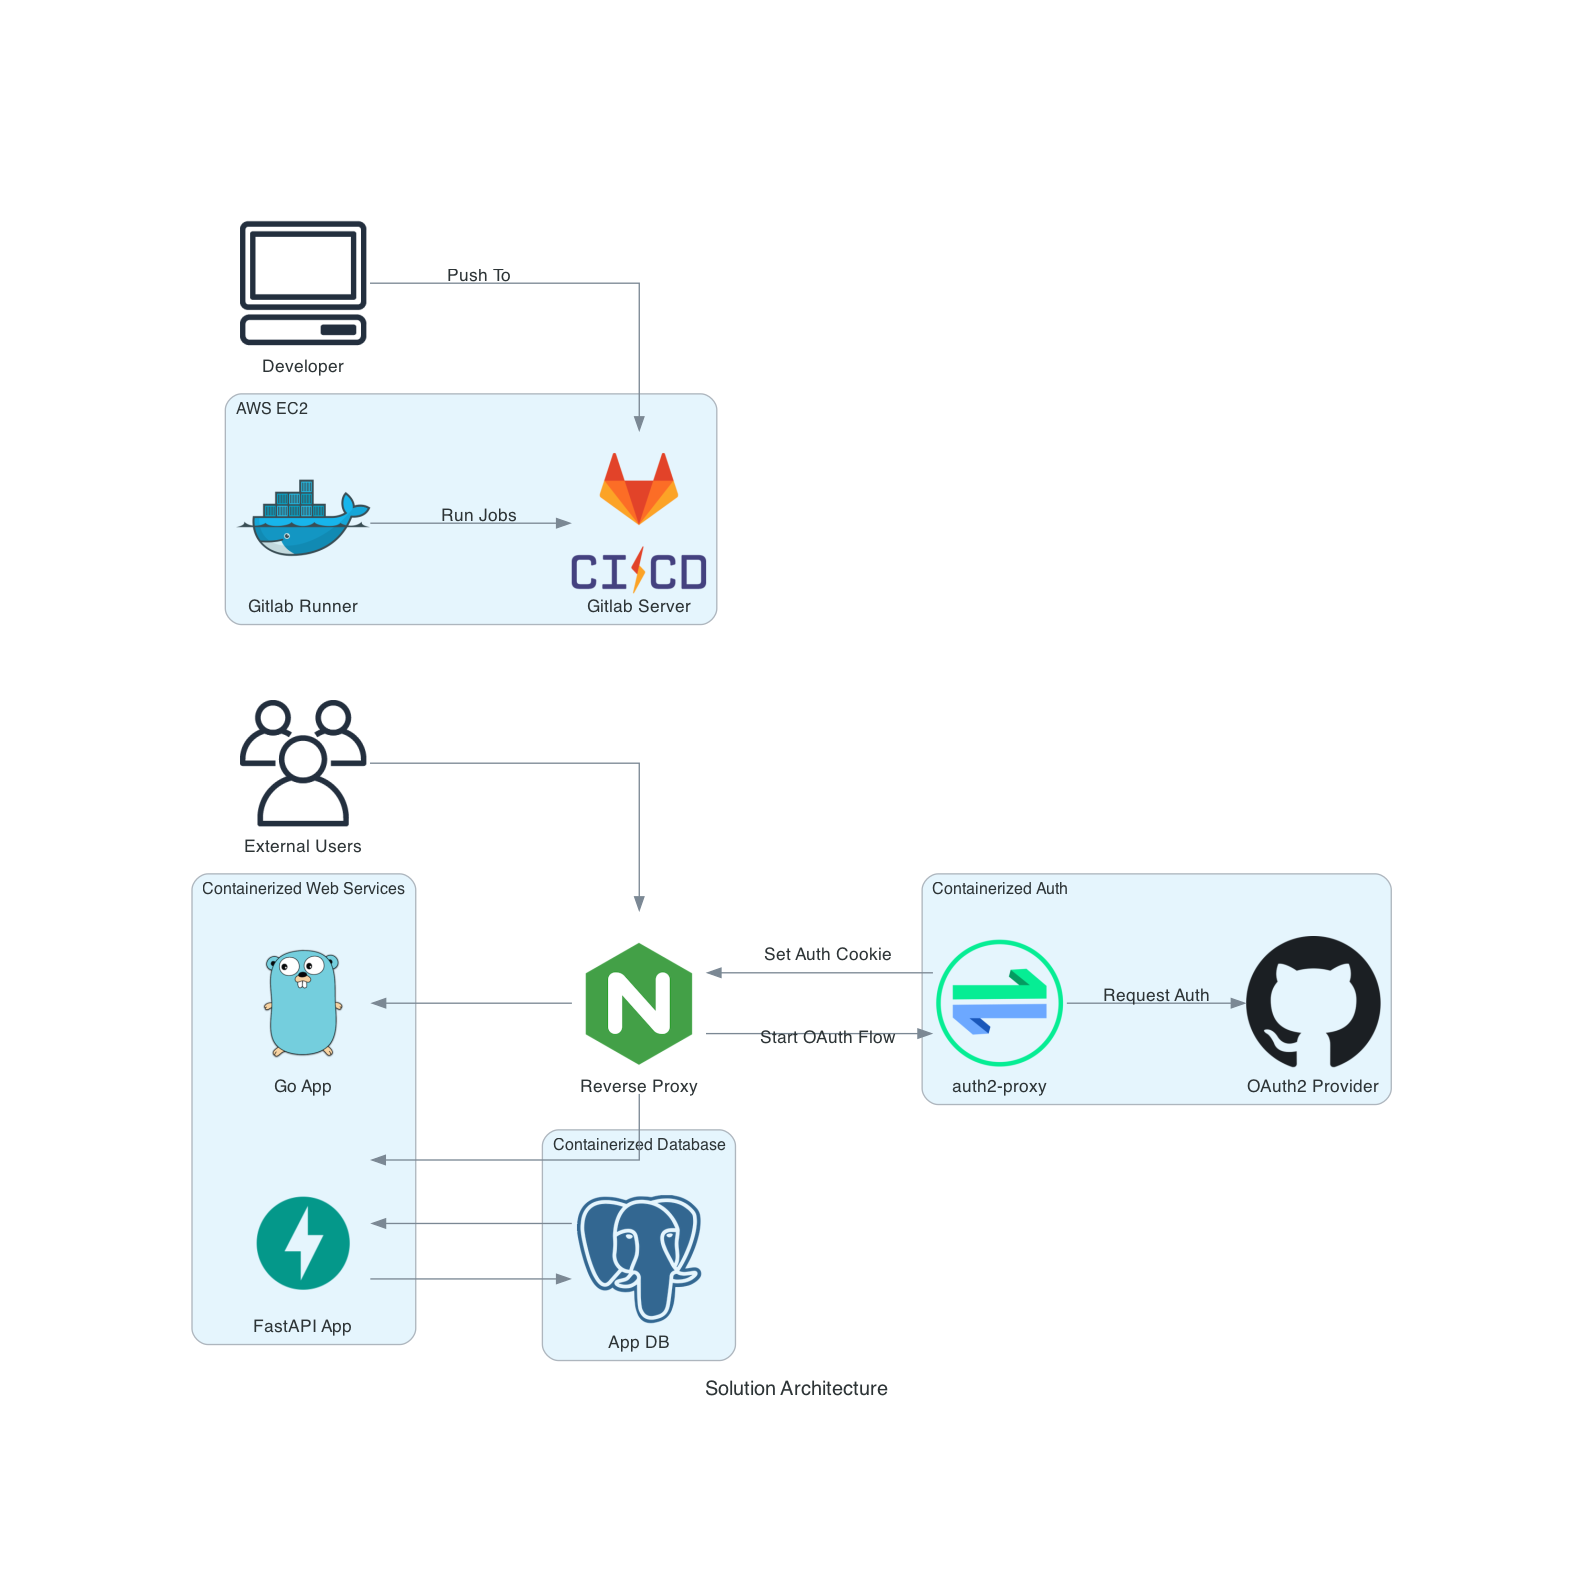 Push To
Developer
AWS EC2
Run Jobs
CI/CD
Gitlab Runner
Gitlab Server
External Users
Containerized Web Services
Containerized Auth
Set Auth Cookie
Request Auth
Start OAuth Flow
Go App
Reverse Proxy
auth2-proxy
OAuth2 Provider
Containerized Database
FastAPI App
App DB
Solution Architecture